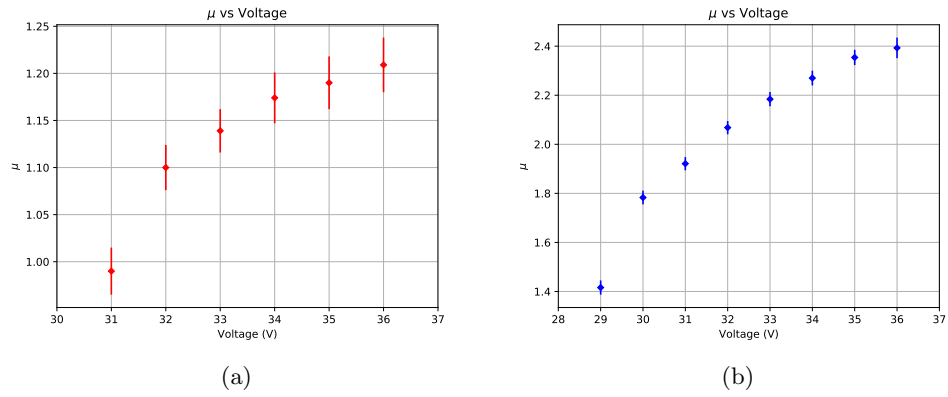 μ vs Voltage
1.25
1.20
1.15
1.10
1.05
1.00
μ
30 31 32 33 34 35 36 37
Voltage (V)
(a)
μ vs Voltage
2.4
2.2
2.0
1.8
1.6
1.4
μ
28 29 30 31 32 33 34 35 36 37
Voltage (V)
(b)